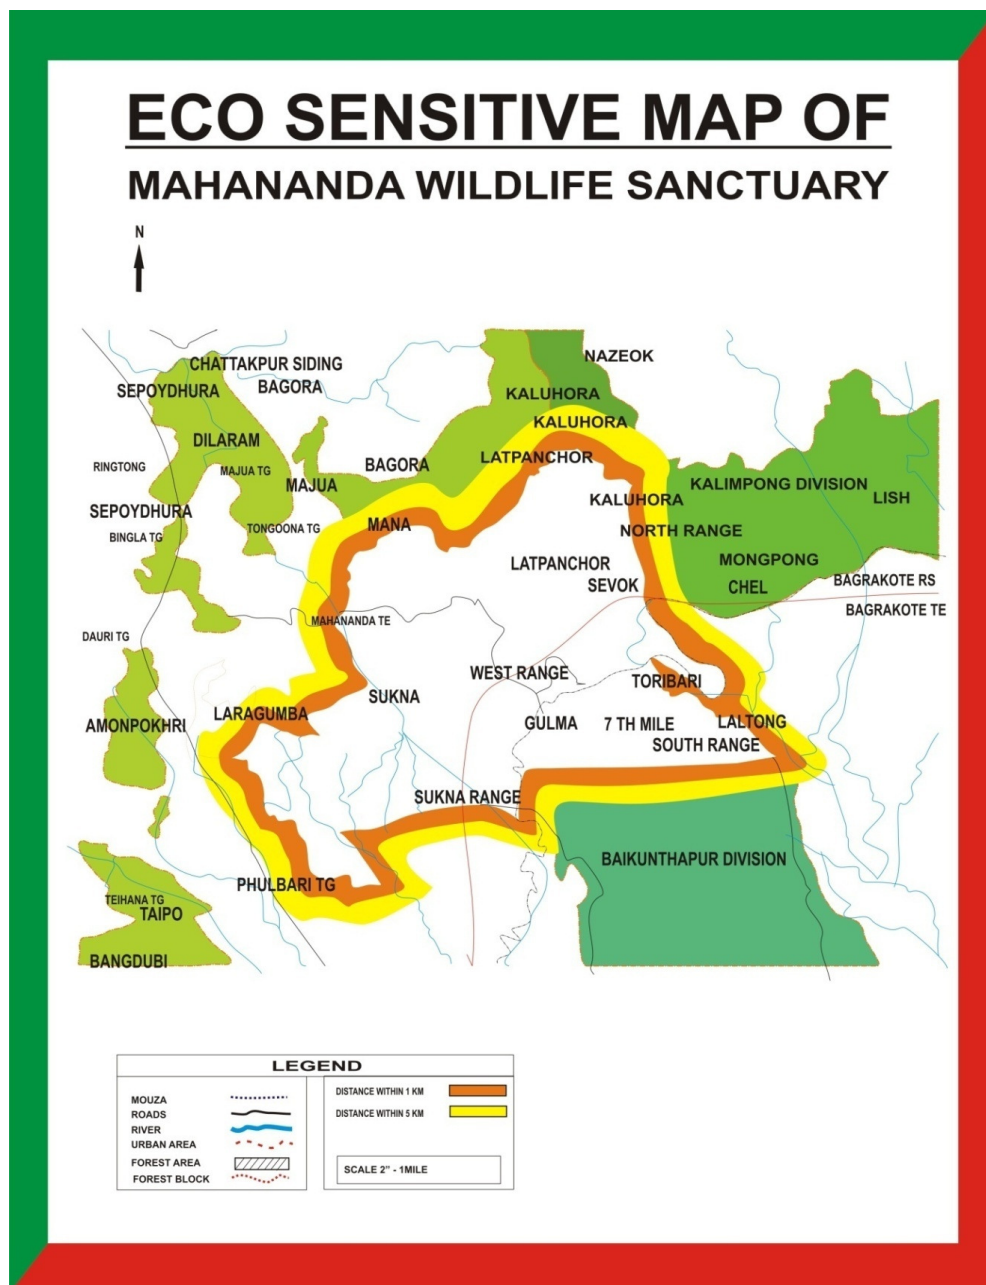 ECO SENSITIVE MAP OF
MAHANANDA WILDLIFE SANCTUARY
N
NAZEOK
CHATTAKPUR SIDING
BAGORA
SEPOYDHURA
KALUHORA
KALUHORA
DILARAM
LATPANCHOR
BAGORA
RINGTONG
MAJUA TG
MAJUA
KALIMPONG DIVISION
LISH
KALUHORA
SEPOYDHURA
MANA
TONGOONA TG
NORTH RANGE
BINGLA TG
LATPANCHOR
MONGPONG
SEVOK
CHEL
BAGRAKOTE RS
BAGRAKOTE TE
MAHANANDA TE
DAURI TG
WEST RANGE
TORIBARI
SUKNA
LARAGUMBA
AMONPOKHRI
GULMA
7 TH MILE
LALTONG
SOUTH RANGE
SUKNA RANGE
BAIKUNTHAPUR DIVISION
PHULBARI TG
TEIHANA TG
TAIPO
BANGDUBI
LEGEND
MOUZA
ROADS
RIVER
URBAN AREA
FOREST AREA
FOREST BLOCK
DISTANCE WITHIN 1 KM
DISTANCE WITHIN 5 KM
SCALE 2” - 1MILE